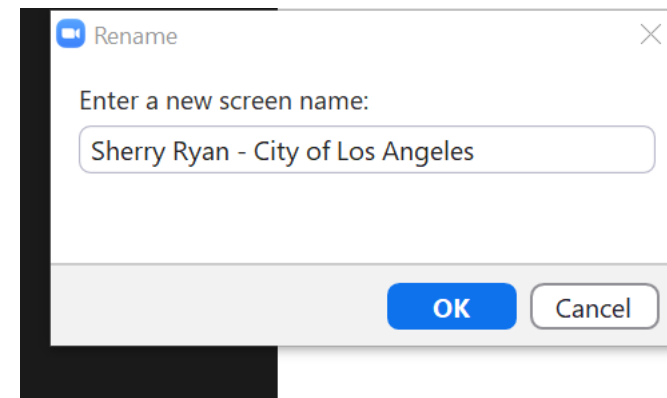 Rename
Enter a new screen name:
Sherry Ryan - City of Los Angeles
OK Cancel